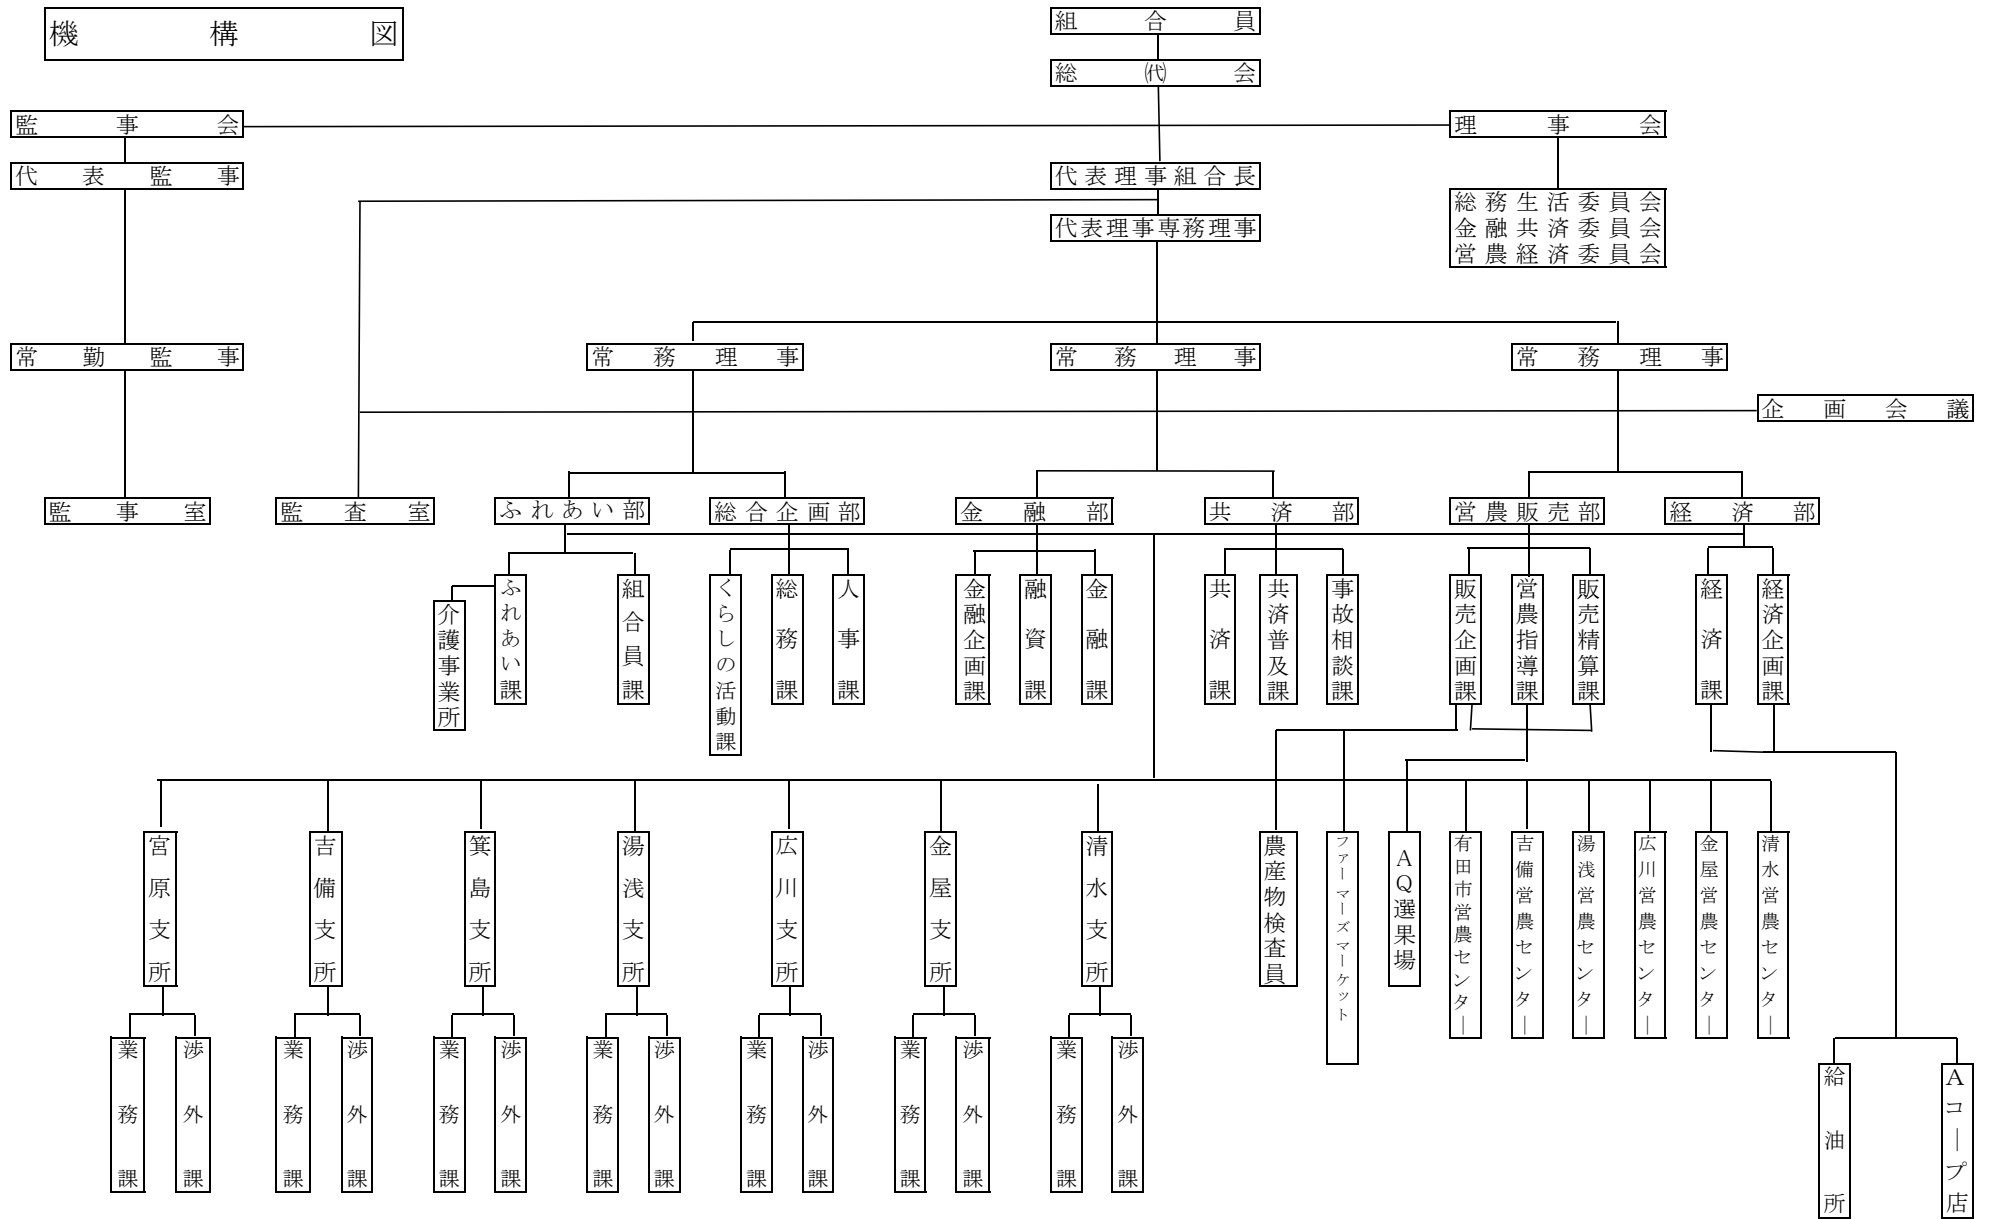 機構図
組合員
総㈹会
監事会
理事会
代表監事
代表理事組合長
総務生活委員会
金融共済委員会
営農経済委員会
代表理事専務理事
常勤監事
常務理事
常務理事
常務理事
企画会議
監事室
監査室
ふれあい部
総合企画部
金融部
共済部
営農販売部
経済部
介護事業所
ふれあい課
組合員課
くらしの活動課
総務課
人事課
金融企画課
融資課
金融課
共済課
共済普及課
事故相談課
販売企画課
営農指導課
販売精算課
経済課
経済企画課
宮原支所
吉備支所
箕島支所
湯浅支所
広川支所
金屋支所
清水支所
農産物検査員
ファーマーズマーケット
AQ選果場
有田市営農センター
吉備営農センター
湯浅営農センター
広川営農センター
金屋営農センター
清水営農センター
業務課
渉外課
業務課
渉外課
業務課
渉外課
業務課
渉外課
業務課
渉外課
業務課
渉外課
業務課
渉外課
給油所
Aコープ店